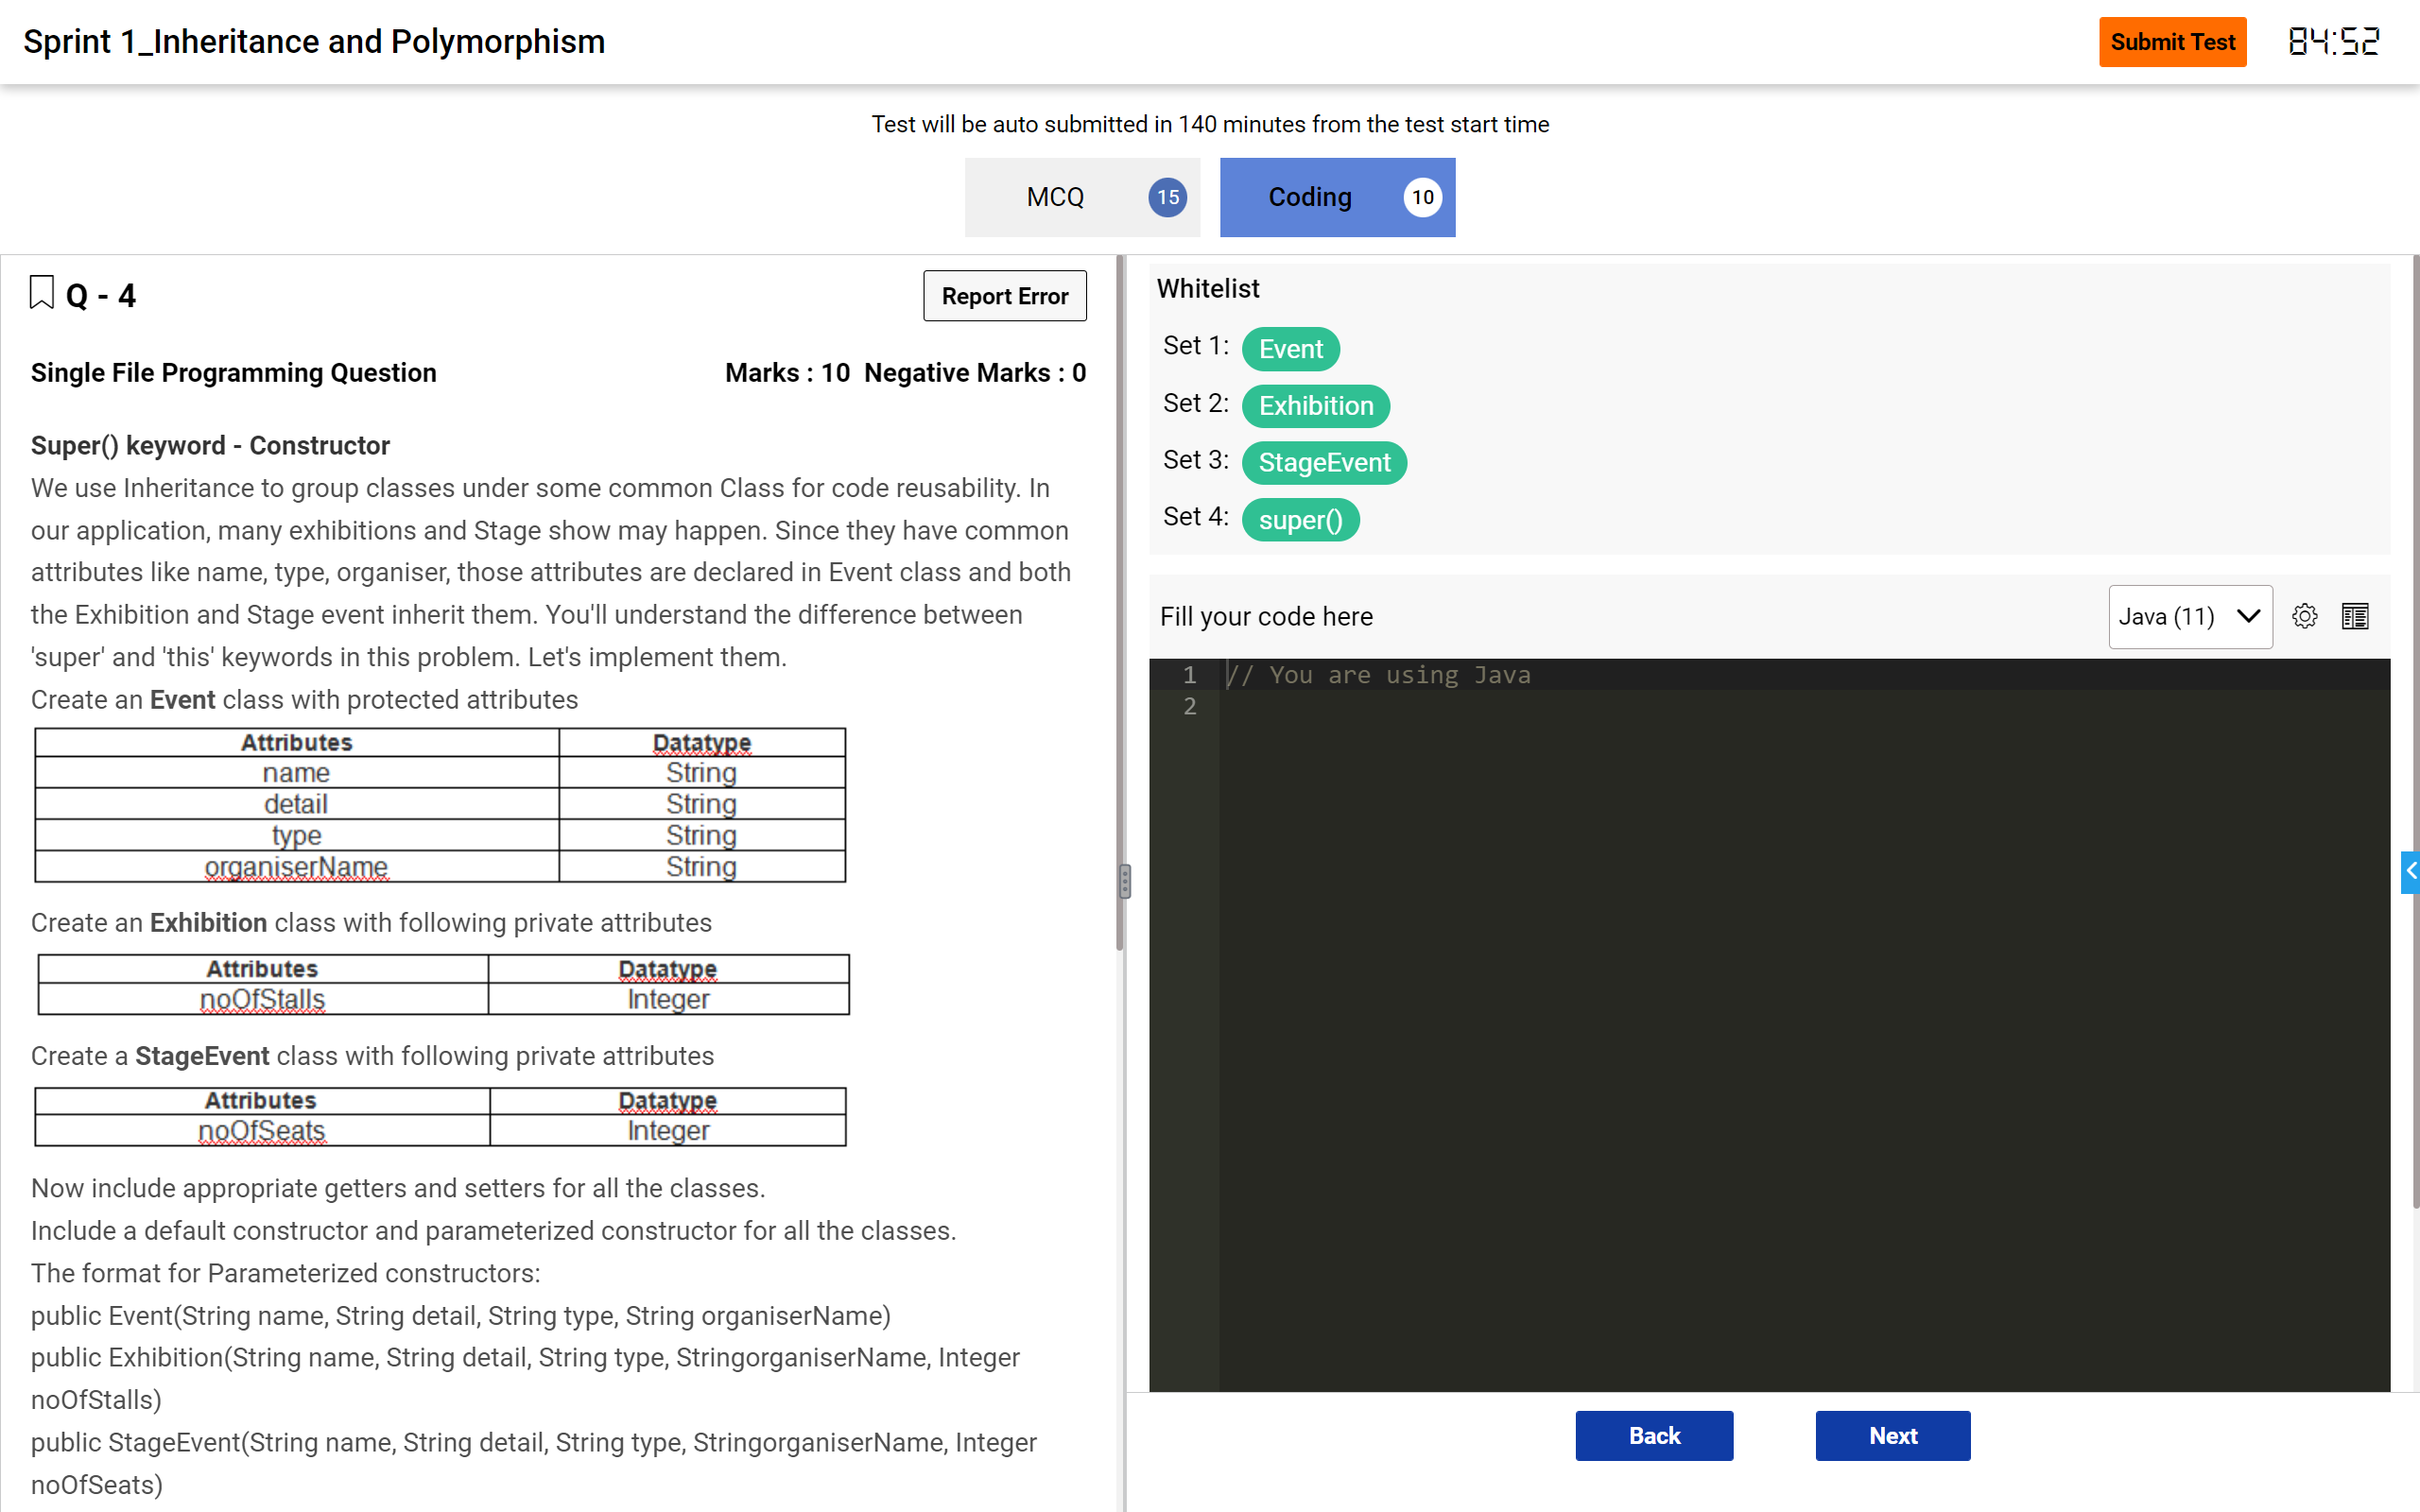 Sprint 1_Inheritance and Polymorphism
Submit Test
84:52
Test will be auto submitted in 140 minutes from the test start time
MCQ 15
Coding 10
Q - 4
Report Error
Single File Programming Question
Marks : 10 Negative Marks : 0
Super() keyword - Constructor
We use Inheritance to group classes under some common Class for code reusability. In
our application, many exhibitions and Stage show may happen. Since they have common
attributes like name, type, organiser, those attributes are declared in Event class and both
the Exhibition and Stage event inherit them. You'll understand the difference between
'super' and 'this' keywords in this problem. Let's implement them.
Create an Event class with protected attributes
Attributes Datatype
name String
detail String
type String
organiserName String
Create an Exhibition class with following private attributes
Attributes Datatype
noOfStalls Integer
Create a StageEvent class with following private attributes
Attributes Datatype
noOfSeats Integer
Now include appropriate getters and setters for all the classes.
Include a default constructor and parameterized constructor for all the classes.
The format for Parameterized constructors:
public Event(String name, String detail, String type, String organiserName)
public Exhibition(String name, String detail, String type, StringorganiserName, Integer
noOfStalls)
public StageEvent(String name, String detail, String type, StringorganiserName, Integer
noOfSeats)
Whitelist
Set 1: Event
Set 2: Exhibition
Set 3: StageEvent
Set 4: super()
Fill your code here
Java (11)
1 // You are using Java
2
Back
Next